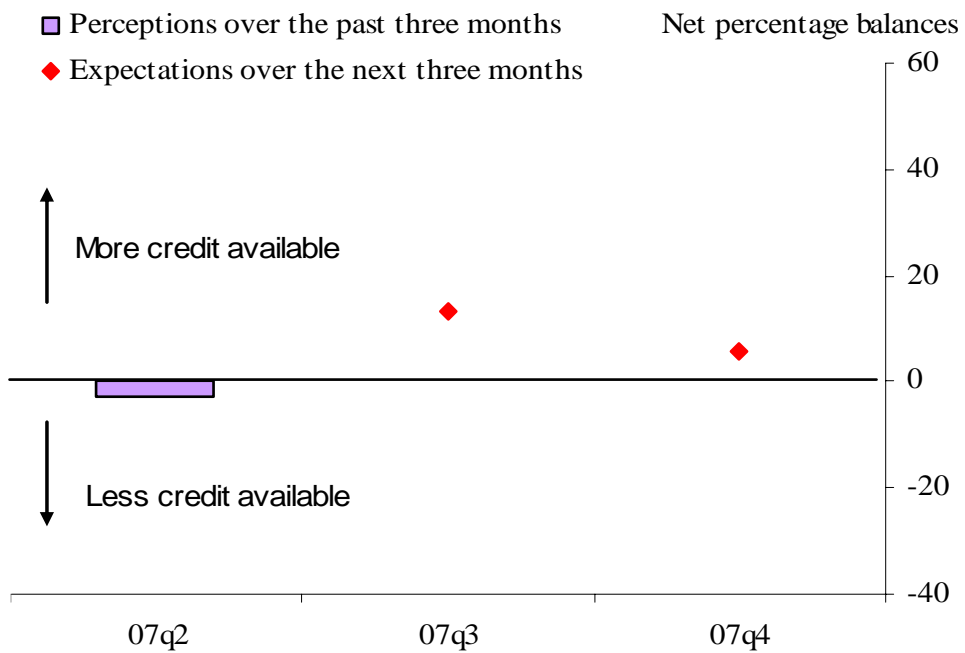 Perceptions over the past three months
Net percentage balances
Expectations over the next three months
60
40
More credit available
20
0
Less credit available
-20
-40
07q2
07q3
07q4